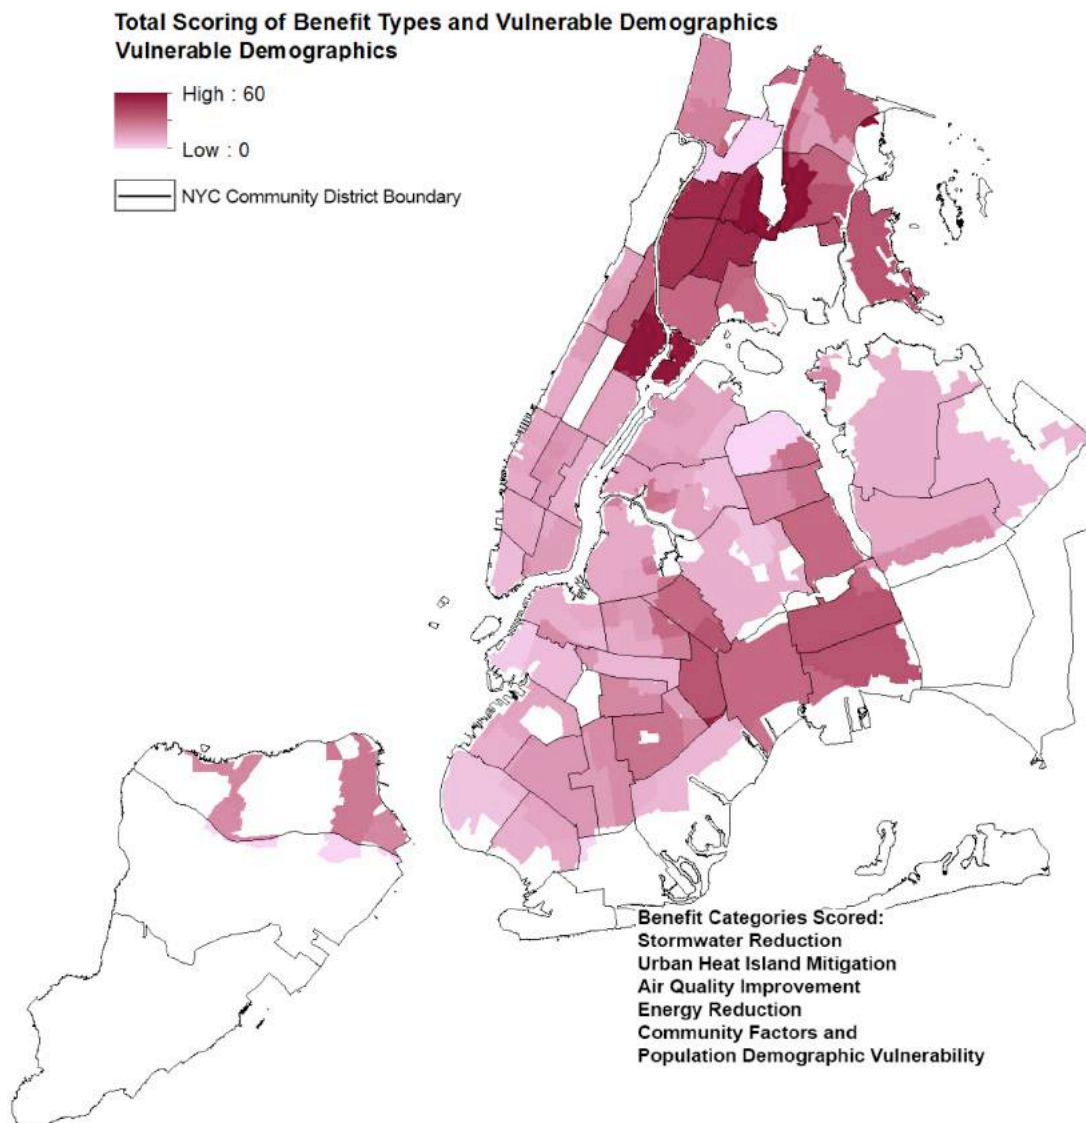 Total Scoring of Benefit Types and Vulnerable Demographics
Vulnerable Demographics
High : 60
Low : 0
NYC Community District Boundary
Benefit Categories Scored:
Stormwater Reduction
Urban Heat Island Mitigation
Air Quality Improvement
Energy Reduction
Community Factors and
Population Demographic Vulnerability